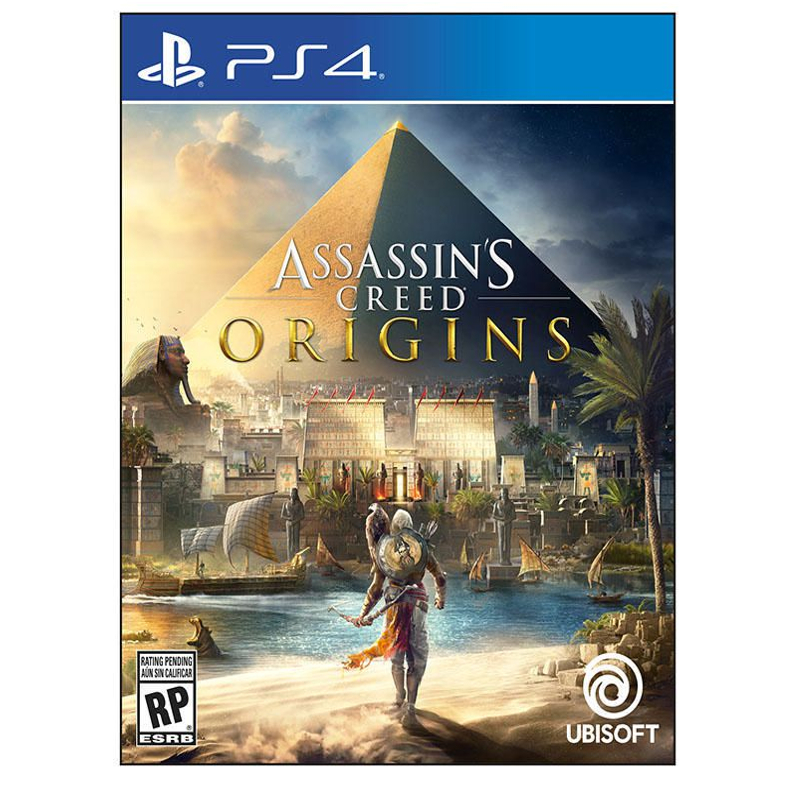 PS4
ASSASSIN'S
CREED®
ORIGINS
RATING PENDING
AÚN SIN CALIFICAR
RP
ESRB
UBISOFT